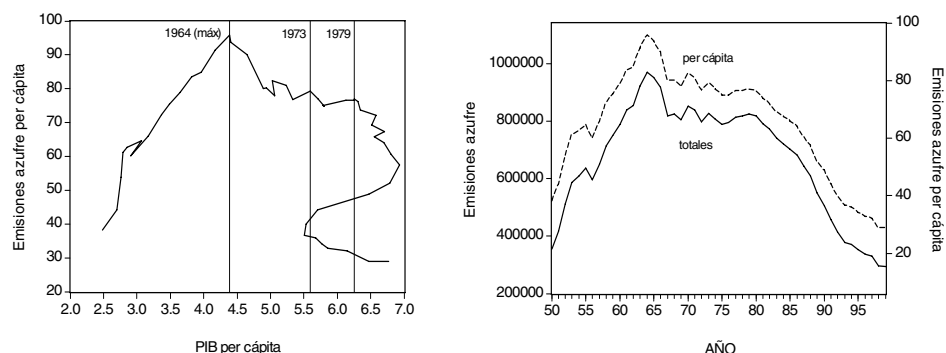 Emisiones azufre per cápita
100
90
80
70
60
50
40
30
20
1964 (máx)
1973
1979
2.0 2.5 3.0 3.5 4.0 4.5 5.0 5.5 6.0 6.5 7.0
PIB per cápita
Emisiones azufre
1000000
800000
600000
400000
200000
per cápita
totales
100
80
60
40
20
Emisiones azufre per cápita
50 55 60 65 70 75 80 85 90 95
AÑO